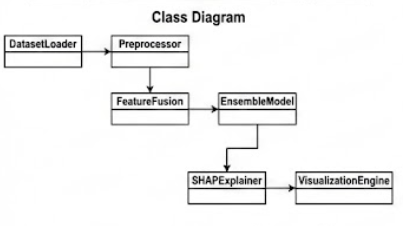 Class Diagram
DatasetLoader
Preprocessor
FeatureFusion
EnsembleModel
SHAPExplainer
VisualizationEngine